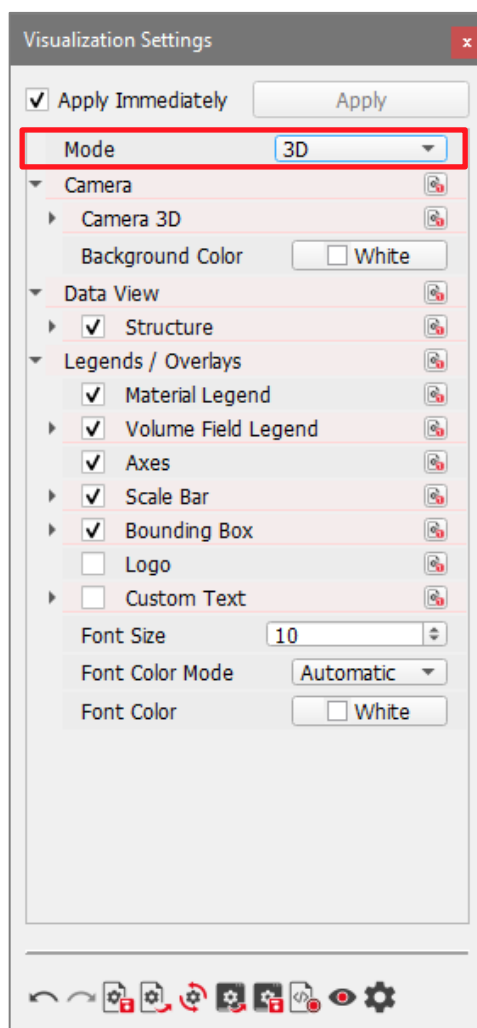 Visualization Settings
x
Apply Immediately Apply
Mode 3D
Camera
Camera 3D
Background Color White
Data View
Structure
Legends / Overlays
Material Legend
Volume Field Legend
Axes
Scale Bar
Bounding Box
Logo
Custom Text
Font Size 10
Font Color Mode Automatic
Font Color White